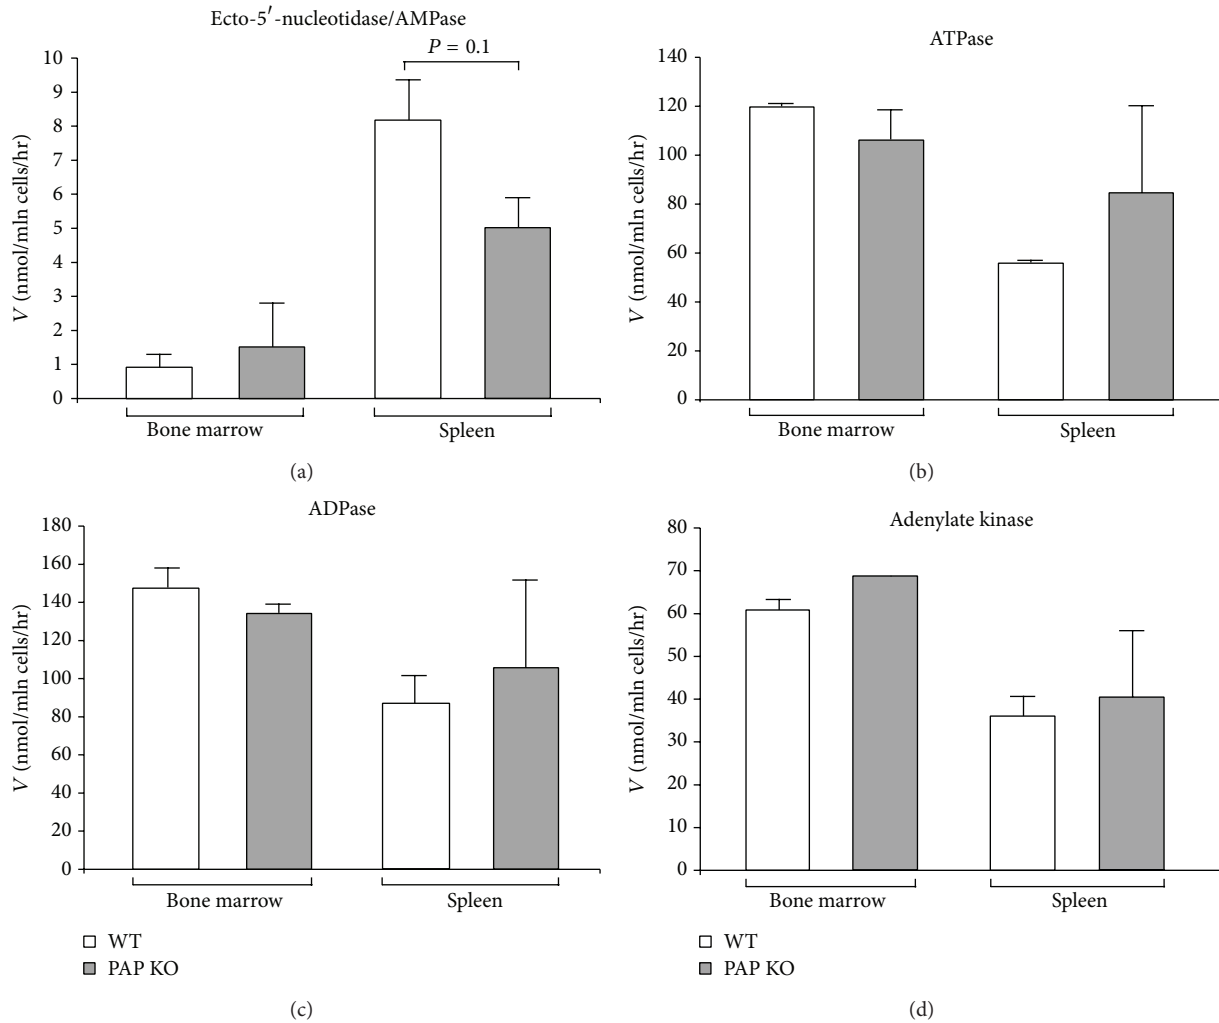 Ecto-5′-nucleotidase/AMPase
P = 0.1
10
9
8
7
6
5
4
3
2
1
0
V (nmol/mln cells/hr)
Bone marrow
Spleen
(a)
ATPase
140
120
100
80
60
40
20
0
V (nmol/mln cells/hr)
Bone marrow
Spleen
(b)
ADPase
180
160
140
120
100
80
60
40
20
0
V (nmol/mln cells/hr)
Bone marrow
Spleen
WT
PAP KO
(c)
Adenylate kinase
80
70
60
50
40
30
20
10
0
V (nmol/mln cells/hr)
Bone marrow
Spleen
WT
PAP KO
(d)